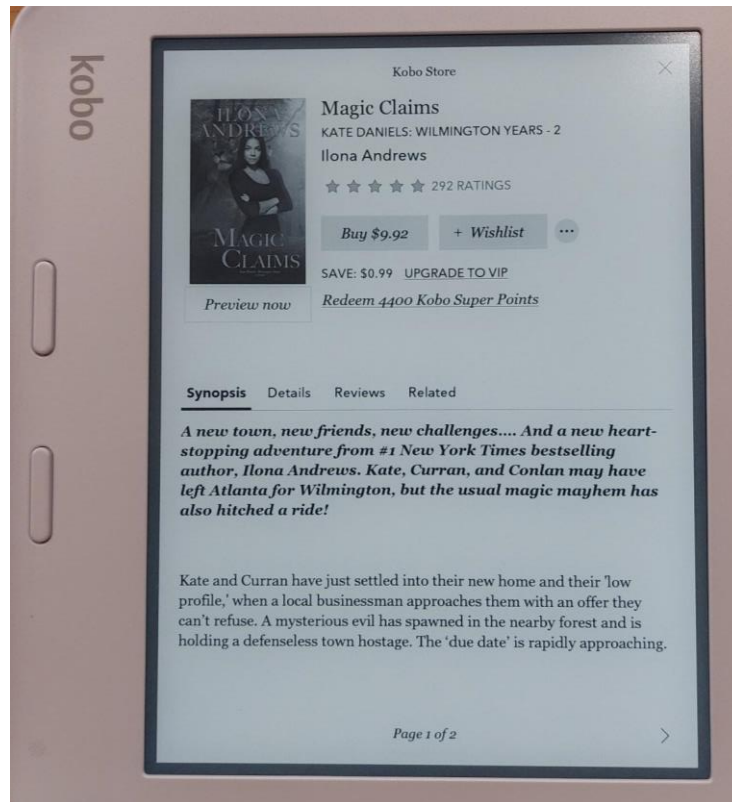 kobo
Kobo Store
ILONA
ANDREWS
MAGIC
CLAIMS
Preview now
Magic Claims
KATE DANIELS: WILMINGTON YEARS - 2
Ilona Andrews
292 RATINGS
Buy $9.92
+ Wishlist
SAVE: $0.99 UPGRADE TO VIP
Redeem 4400 Kobo Super Points
Synopsis Details Reviews Related
A new town, new friends, new challenges.... And a new heart-
stopping adventure from #1 New York Times bestselling
author, Ilona Andrews. Kate, Curran, and Conlan may have
left Atlanta for Wilmington, but the usual magic mayhem has
also hitched a ride!
Kate and Curran have just settled into their new home and their 'low
profile,' when a local businessman approaches them with an offer they
can't refuse. A mysterious evil has spawned in the nearby forest and is
holding a defenseless town hostage. The 'due date' is rapidly approaching.
Page 1 of 2